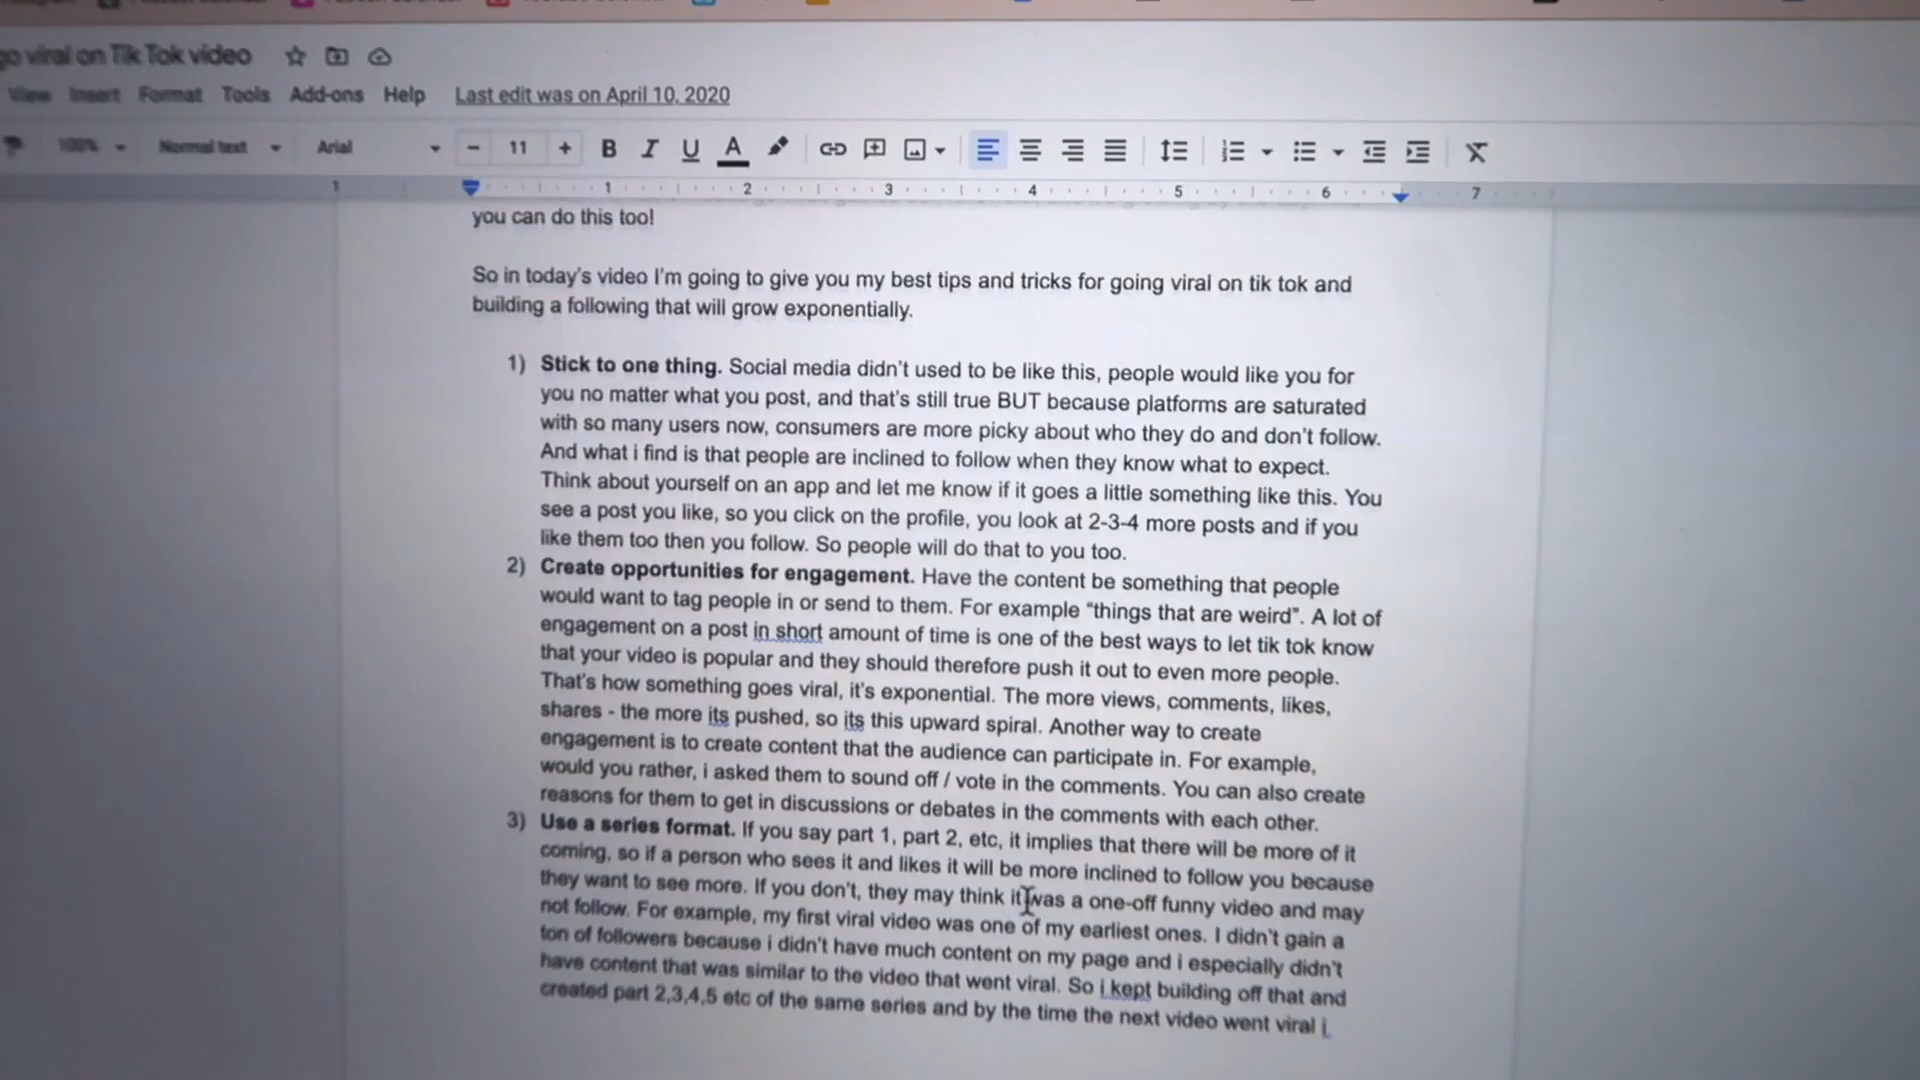 go viral on Tik Tok video
View Insert Format Tools Add-ons Help Last edit was on April 10, 2020
100% Normal text Arial - 11 + B I U A
1 1 2 3 4 5 6 7
you can do this too!
So in today's video I'm going to give you my best tips and tricks for going viral on tik tok and
building a following that will grow exponentially.
1) Stick to one thing. Social media didn't used to be like this, people would like you for
you no matter what you post, and that's still true BUT because platforms are saturated
with so many users now, consumers are more picky about who they do and don't follow.
And what i find is that people are inclined to follow when they know what to expect.
Think about yourself on an app and let me know if it goes a little something like this. You
see a post you like, so you click on the profile, you look at 2-3-4 more posts and if you
like them too then you follow. So people will do that to you too.
2) Create opportunities for engagement. Have the content be something that people
would want to tag people in or send to them. For example “things that are weird”. A lot of
engagement on a post in short amount of time is one of the best ways to let tik tok know
that your video is popular and they should therefore push it out to even more people.
That's how something goes viral, it's exponential. The more views, comments, likes,
shares - the more its pushed, so its this upward spiral. Another way to create
engagement is to create content that the audience can participate in. For example,
would you rather, i asked them to sound off / vote in the comments. You can also create
reasons for them to get in discussions or debates in the comments with each other.
3) Use a series format. If you say part 1, part 2, etc, it implies that there will be more of it
coming, so if a person who sees it and likes it will be more inclined to follow you because
they want to see more. If you don't, they may think it was a one-off funny video and may
not follow. For example, my first viral video was one of my earliest ones. I didn't gain a
ton of followers because i didn't have much content on my page and i especially didn't
have content that was similar to the video that went viral. So i kept building off that and
created part 2,3,4,5 etc of the same series and by the time the next video went viral i